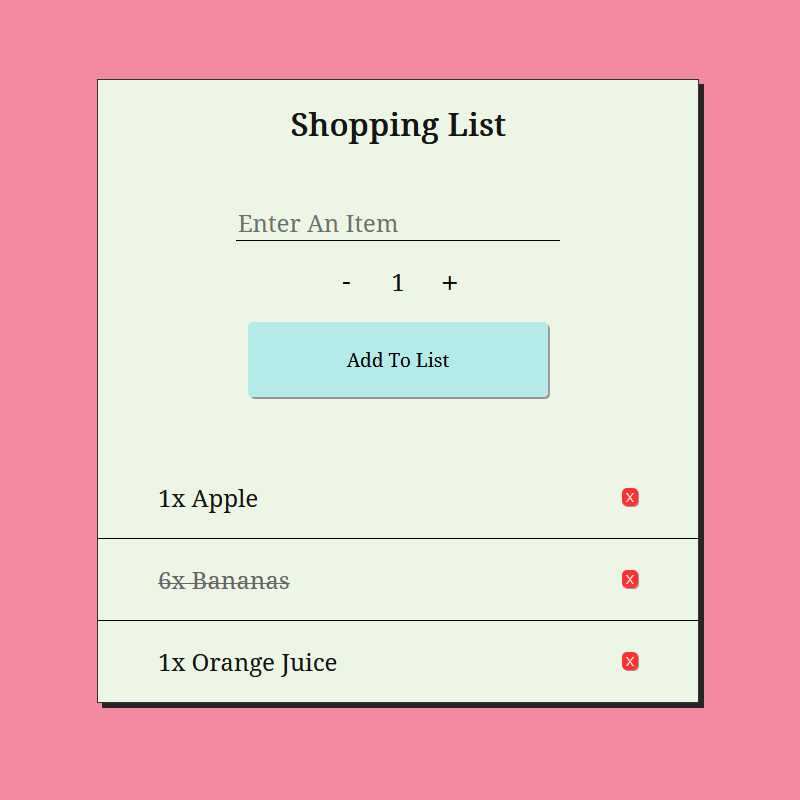 Shopping List
Enter An Item
- 1 +
Add To List
1x Apple X
6x Bananas X
1x Orange Juice X